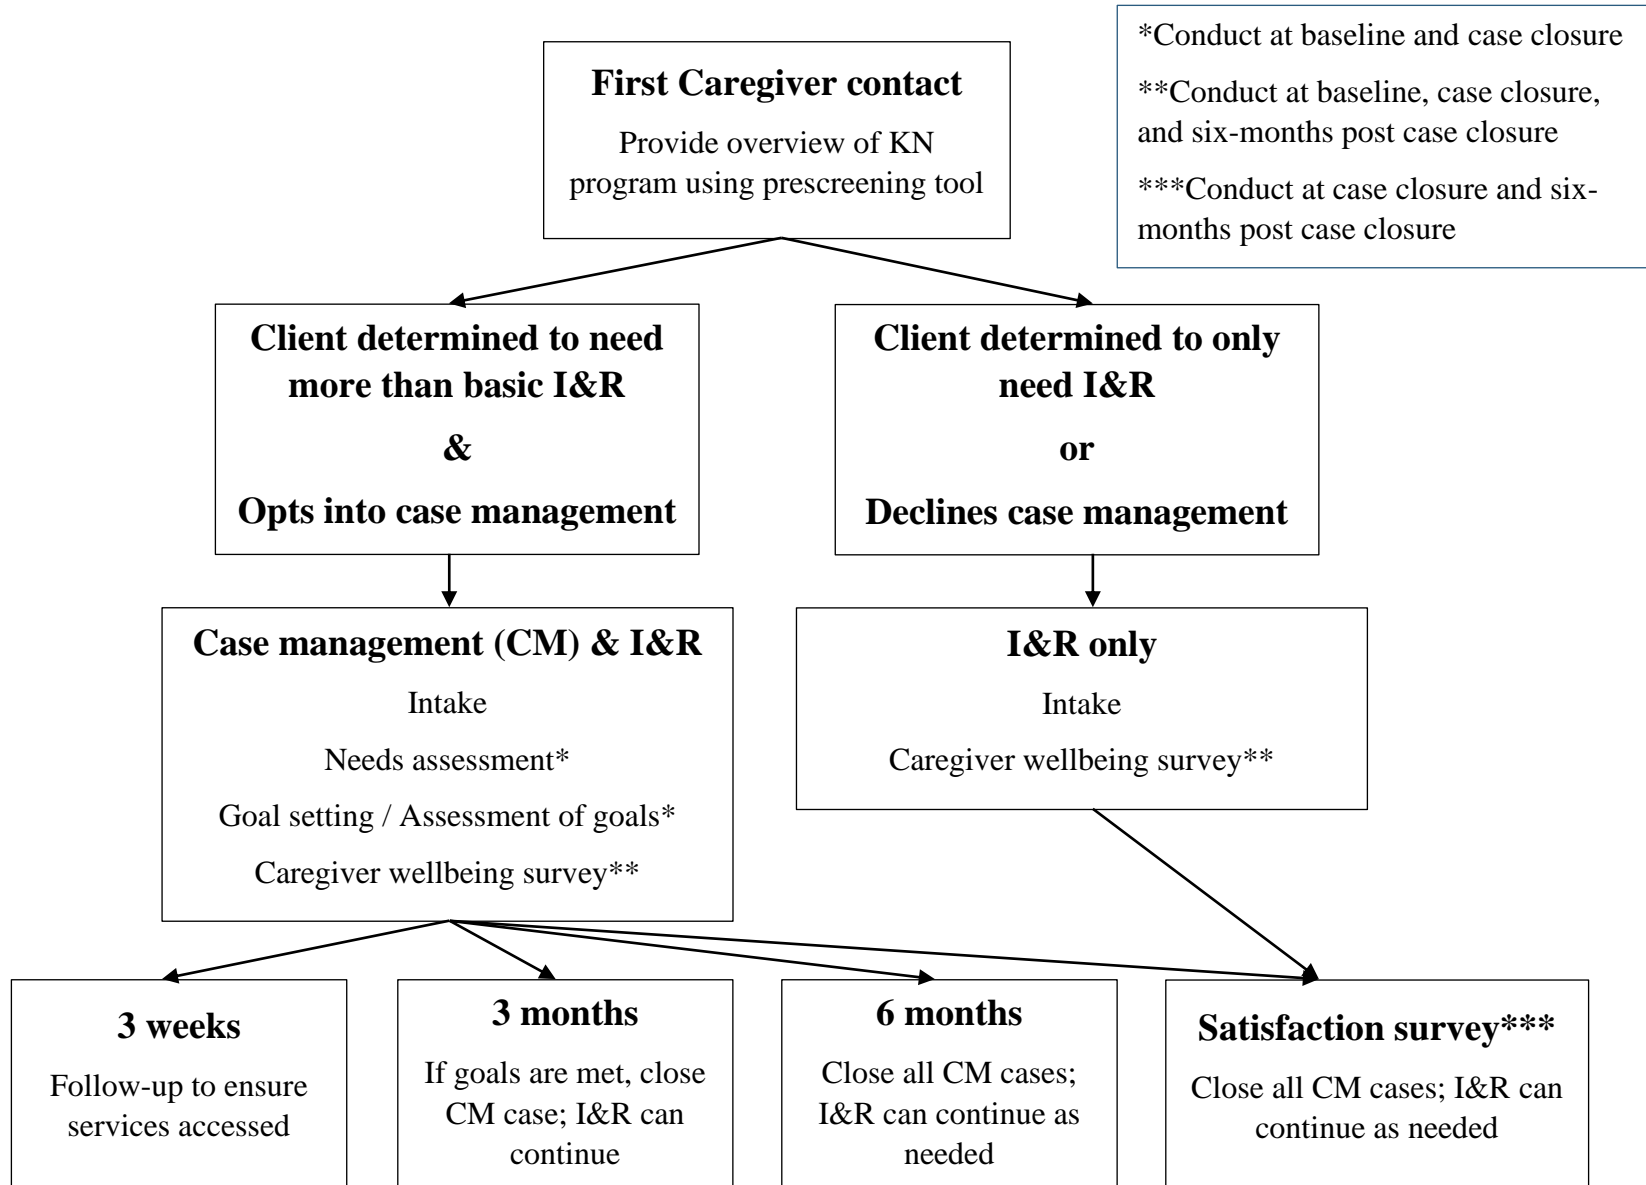 First Caregiver contact
Provide overview of KN
program using prescreening tool
*Conduct at baseline and case closure
**Conduct at baseline, case closure,
and six-months post case closure
***Conduct at case closure and six-
months post case closure
Client determined to need
more than basic I&R
&
Opts into case management
Client determined to only
need I&R
or
Declines case management
Case management (CM) & I&R
Intake
Needs assessment*
Goal setting / Assessment of goals*
Caregiver wellbeing survey**
I&R only
Intake
Caregiver wellbeing survey**
3 weeks
Follow-up to ensure
services accessed
3 months
If goals are met, close
CM case; I&R can
continue
6 months
Close all CM cases;
I&R can continue as
needed
Satisfaction survey***
Close all CM cases; I&R can
continue as needed